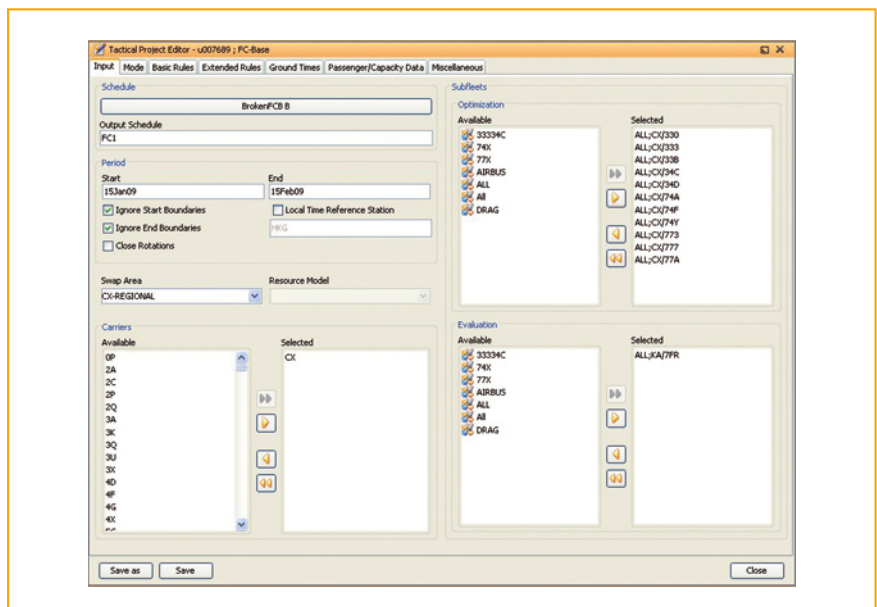 Tactical Project Editor - u007689 ; FC-Base
Input Mode Basic Rules Extended Rules Ground Times Passenger/Capacity Data Miscellaneous
Schedule
BrokenFCB B
Output Schedule
FC1
Period
Start End
15Jan09 15Feb09
Ignore Start Boundaries Local Time Reference Station
Ignore End Boundaries HKG
Close Rotations
Swap Area Resource Model
CX-REGIONAL
Carriers
Available
0P
2A
2C
2P
2Q
3A
3K
3Q
3U
3X
4D
4F
4G
4X
Selected
CX
Subfleets
Optimization
Available
33334C
74X
77X
AIRBUS
ALL
All
DRAG
Selected
ALL;CX/330
ALL;CX/333
ALL;CX/33B
ALL;CX/34C
ALL;CX/34D
ALL;CX/74A
ALL;CX/74F
ALL;CX/74Y
ALL;CX/773
ALL;CX/777
ALL;CX/77A
Evaluation
Available
33334C
74X
77X
AIRBUS
ALL
All
DRAG
Selected
ALL;KA/7FR
Save as Save Close